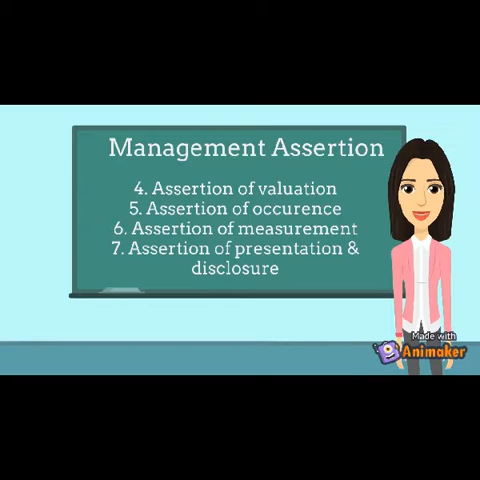 Management Assertion
4. Assertion of valuation
5. Assertion of occurence
6. Assertion of measurement
7. Assertion of presentation &
disclosure
Made with
Animaker